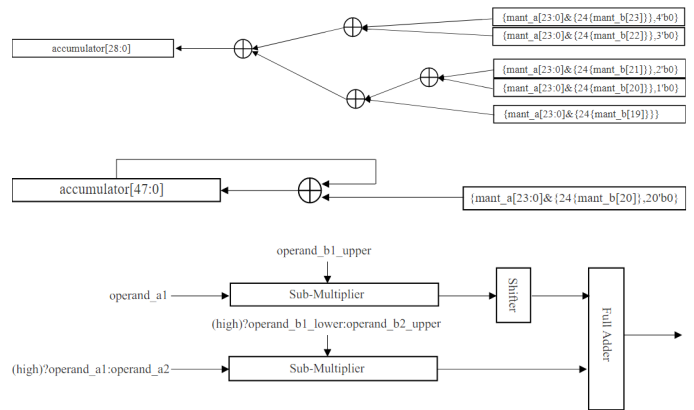 {mant_a[23:0]&{24{mant_b[23]}},4'b0}
{mant_a[23:0]&{24{mant_b[22]}},3'b0}
accumulator[28:0]
{mant_a[23:0]&{24{mant_b[21]}},2'b0}
{mant_a[23:0]&{24{mant_b[20]}},1'b0}
{mant_a[23:0]&{24{mant_b[19]}}}
accumulator[47:0]
{mant_a[23:0]&{24{mant_b[20]},20'b0}
operand_b1_upper
operand_a1
Sub-Multiplier
Shifter
Full Adder
(high)?operand_b1_lower:operand_b2_upper
(high)?operand_a1:operand_a2
Sub-Multiplier